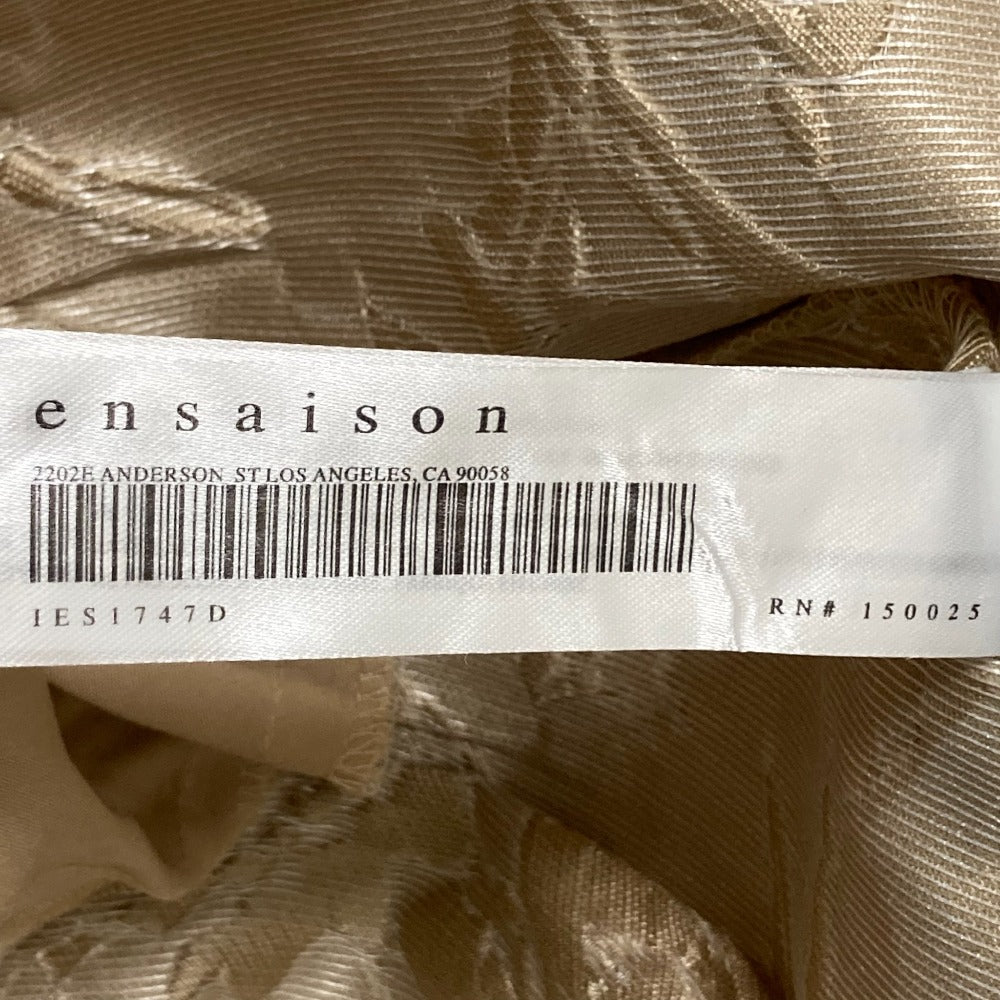 ensaison
2202E ANDERSON ST LOS ANGELES, CA 90058
IES1747D
RN# 150025